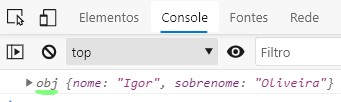 Elementos Console Fontes Rede
top Filtro
obj {nome: "Igor", sobrenome: "Oliveira"}